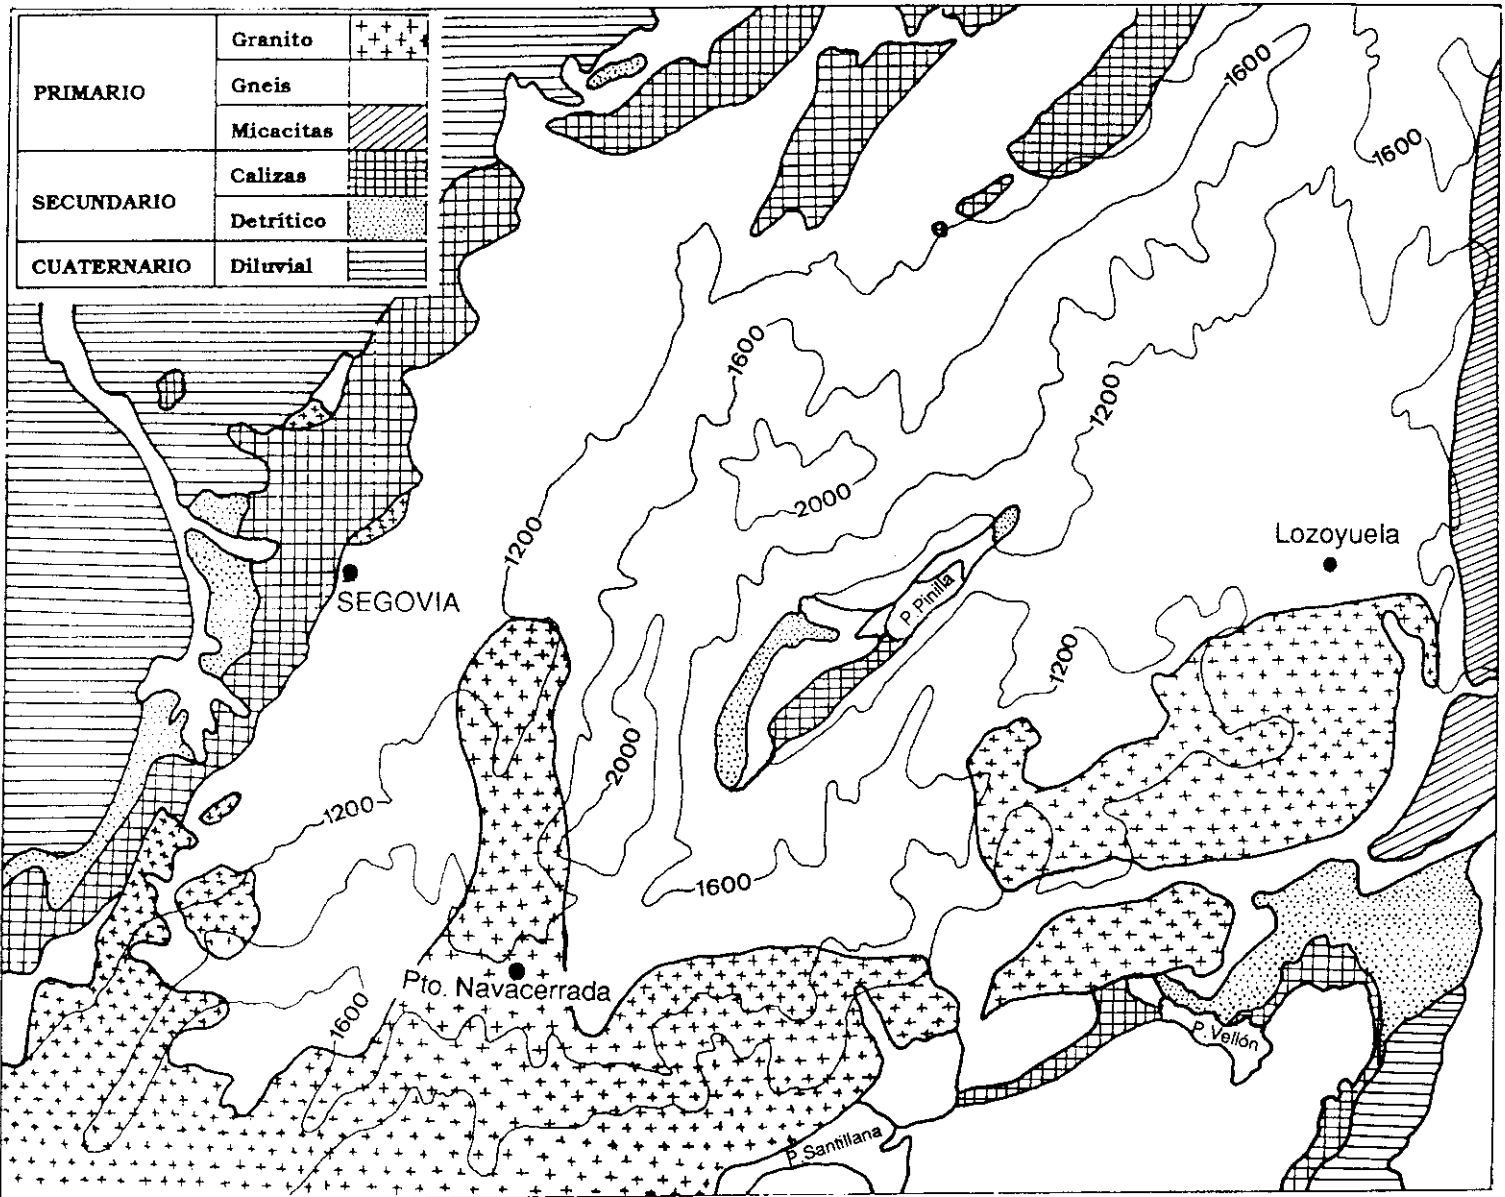 PRIMARIO
Granito
Gneis
Micacitas
SECUNDARIO
Calizas
Detrítico
CUATERNARIO
Diluvial
1600
1600
1600
1200
2000
1200
Lozoyuela
SEGOVIA
P. Pinilla
1200
2000
1200
1600
Pto. Navacerrada
1600
P. Vellón
P. Santillana